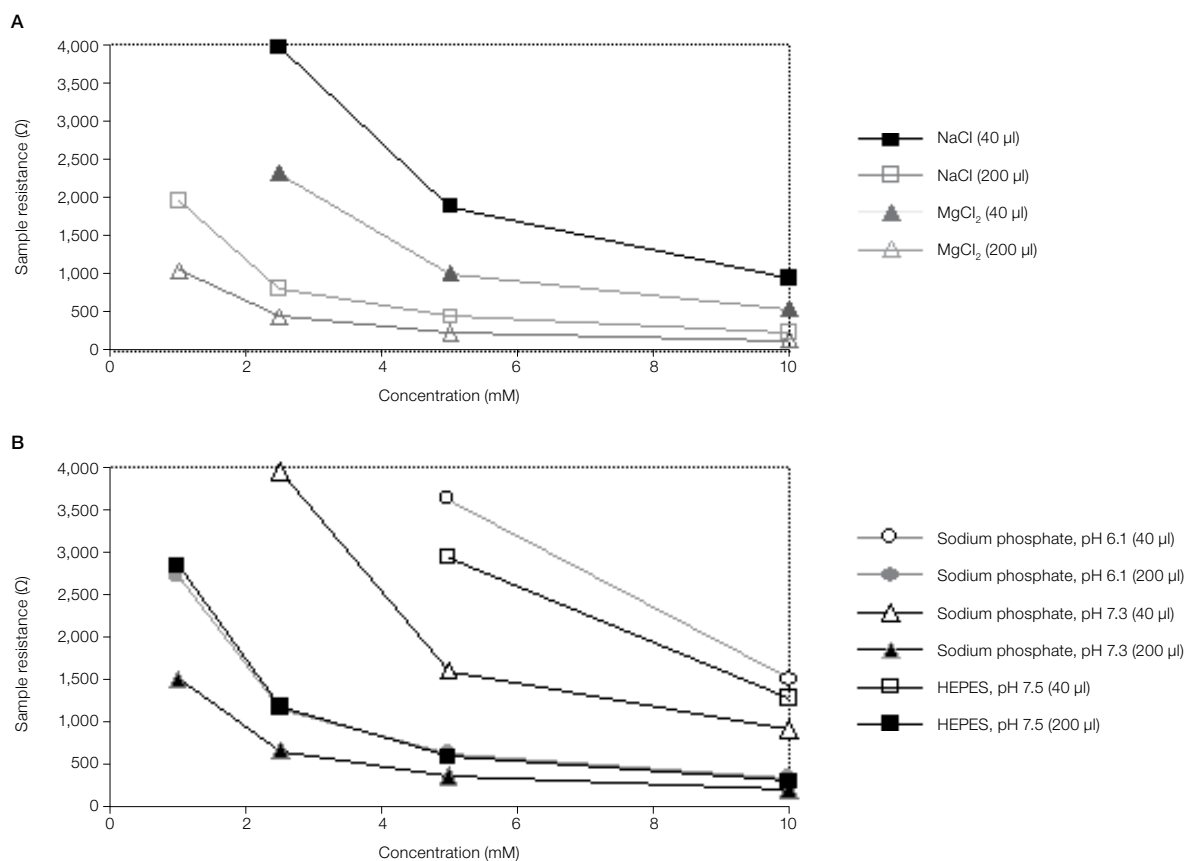 A
4,000
3,500
3,000
2,500
2,000
1,500
1,000
500
0
Sample resistance (Ω)
0 2 4 6 8 10
Concentration (mM)
NaCl (40 µl)
NaCl (200 µl)
MgCl₂ (40 µl)
MgCl₂ (200 µl)
B
4,000
3,500
3,000
2,500
2,000
1,500
1,000
500
0
Sample resistance (Ω)
0 2 4 6 8 10
Concentration (mM)
Sodium phosphate, pH 6.1 (40 µl)
Sodium phosphate, pH 6.1 (200 µl)
Sodium phosphate, pH 7.3 (40 µl)
Sodium phosphate, pH 7.3 (200 µl)
HEPES, pH 7.5 (40 µl)
HEPES, pH 7.5 (200 µl)